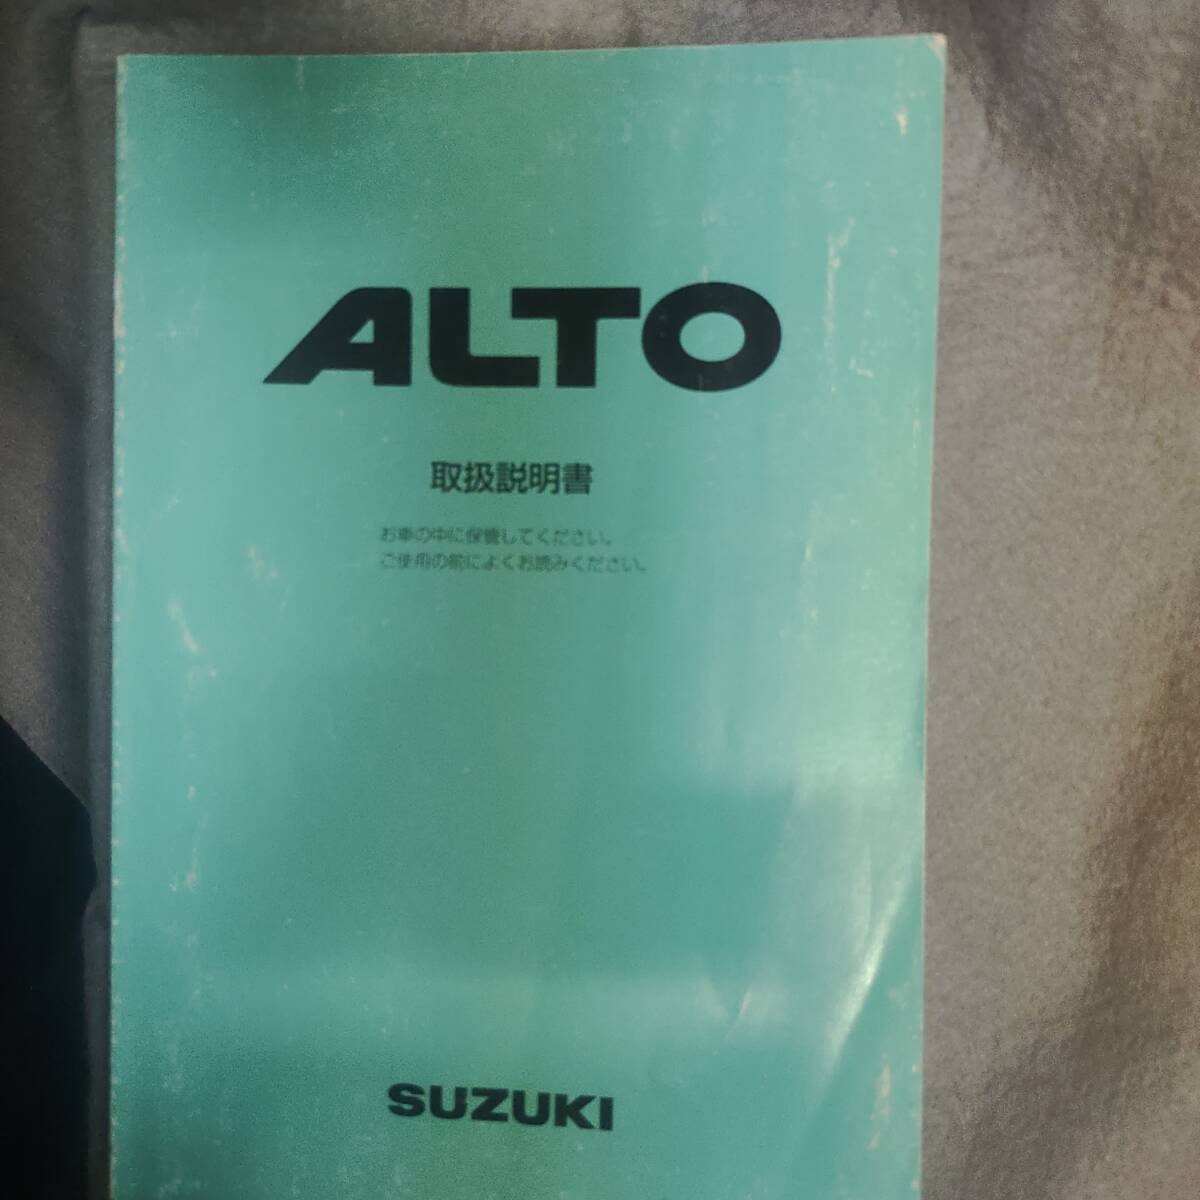 ALTO
取扱説明書
お車の中に保管してください。
ご使用の前によくお読みください。
SUZUKI